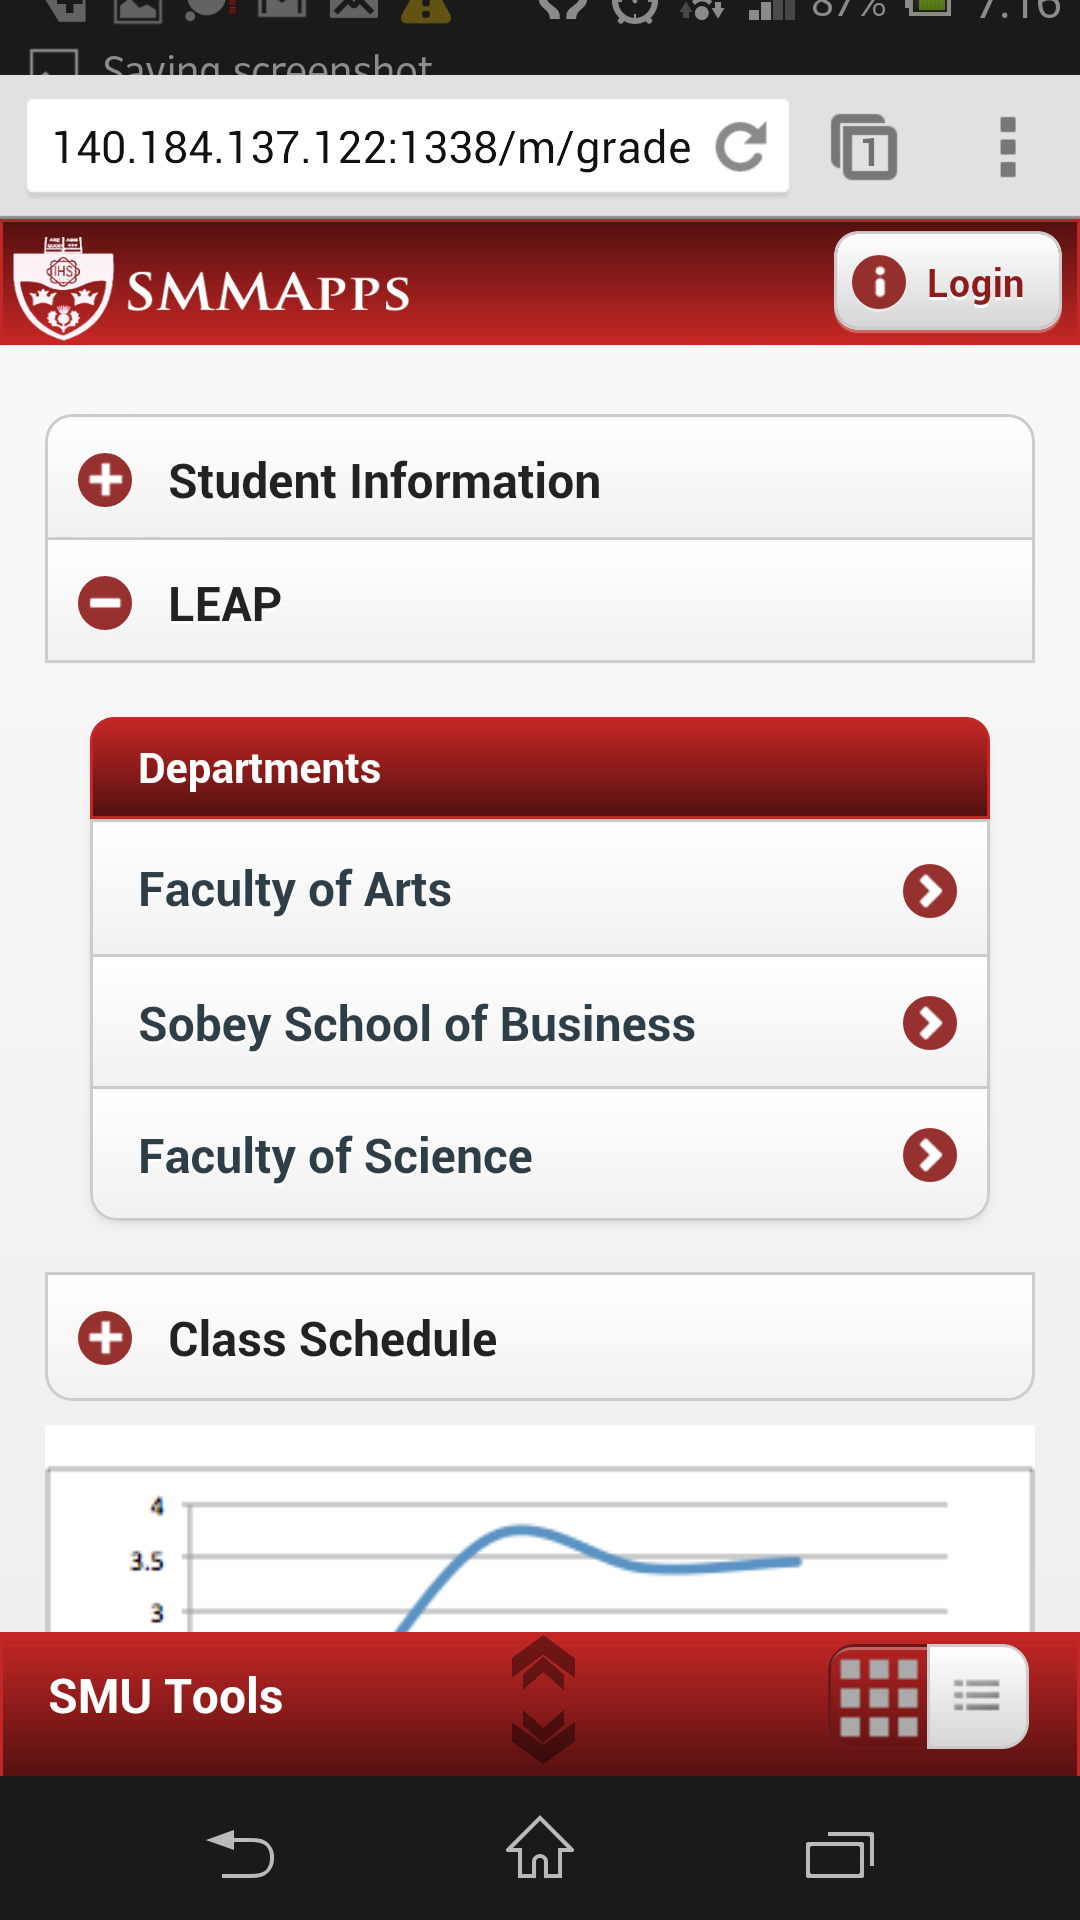 87% 7:16
Saving screenshot
140.184.137.122:1338/m/grade
1
IHS
SMMApps
Login
Student Information
LEAP
Departments
Faculty of Arts
Sobey School of Business
Faculty of Science
Class Schedule
4
3.5
3
SMU Tools